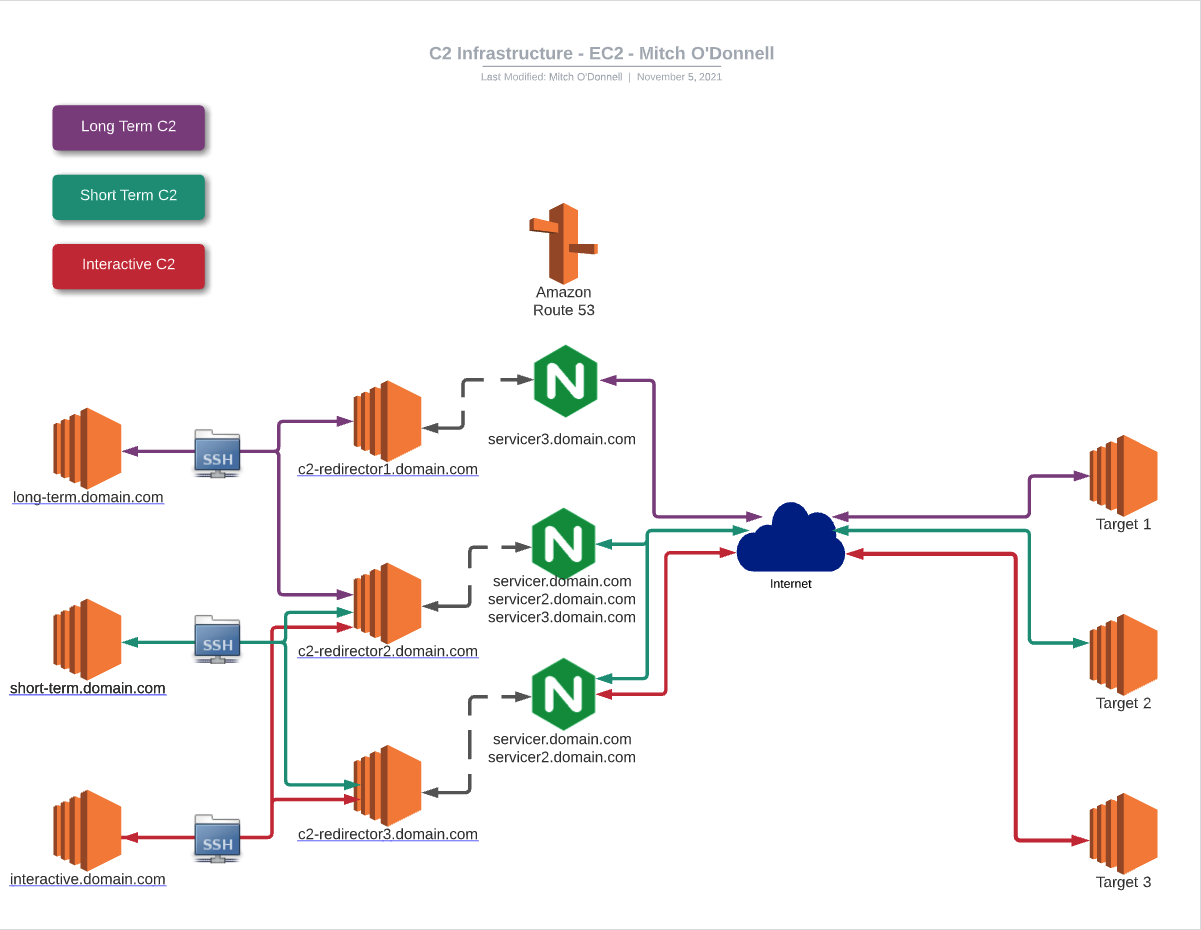 C2 Infrastructure - EC2 - Mitch O'Donnell
Last Modified: Mitch O'Donnell | November 5, 2021
Long Term C2
Short Term C2
Interactive C2
Amazon
Route 53
N
servicer3.domain.com
SSH
c2-redirector1.domain.com
long-term.domain.com
Target 1
N
servicer.domain.com
servicer2.domain.com
servicer3.domain.com
Internet
SSH
c2-redirector2.domain.com
short-term.domain.com
Target 2
N
servicer.domain.com
servicer2.domain.com
SSH
c2-redirector3.domain.com
interactive.domain.com
Target 3